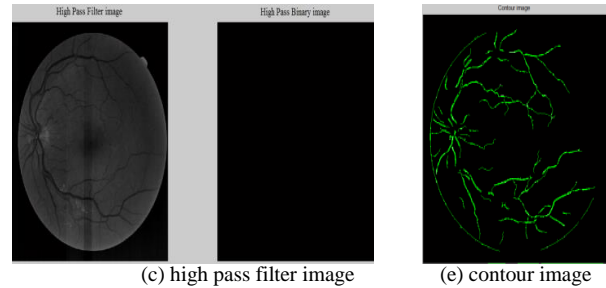 High Pass Filter image
High Pass Binary image
Contour image
(c) high pass filter image
(e) contour image